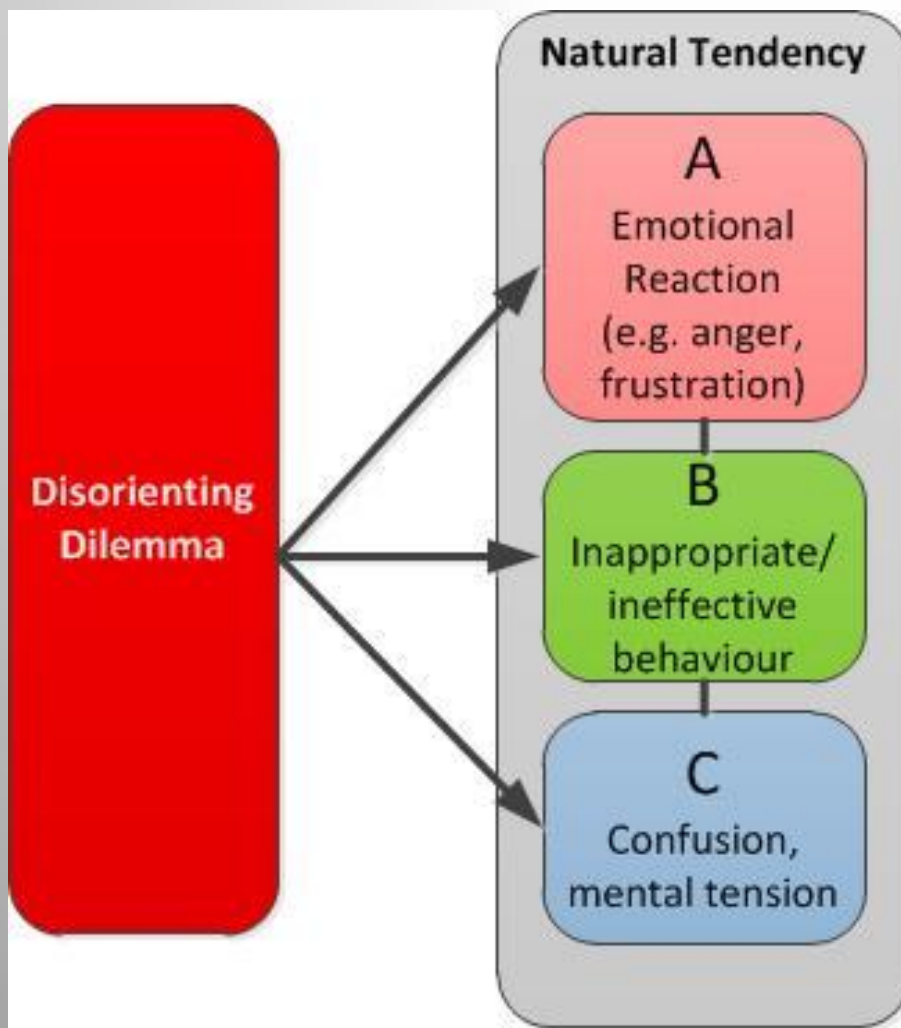 Natural Tendency
A
Emotional
Reaction
(e.g. anger,
frustration)
Disorienting
Dilemma
B
Inappropriate/
ineffective
behaviour
C
Confusion,
mental tension